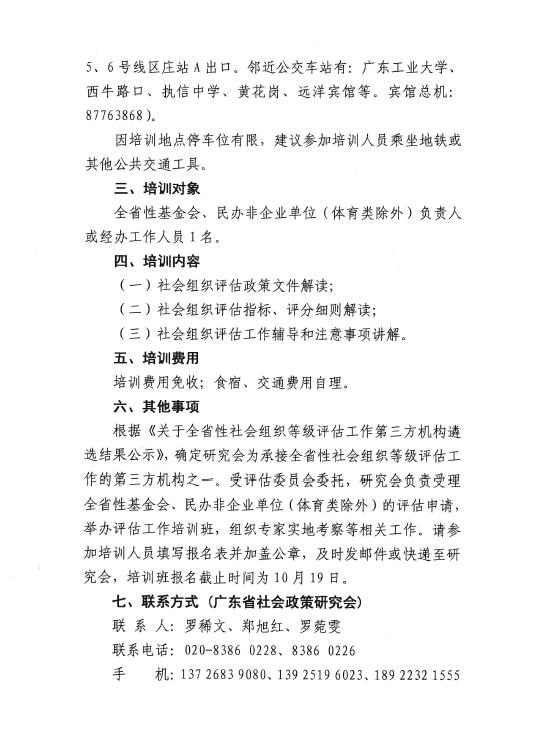 5、6号线区庄站A出口。邻近公交车站有：广东工业大学、
西牛路口、执信中学、黄花岗、远洋宾馆等。宾馆总机：
87763868)。
因培训地点停车位有限，建议参加培训人员乘坐地铁或
其他公共交通工具。
三、培训对象
全省性基金会、民办非企业单位（体育类除外）负责人
或经办工作人员1名。
四、培训内容
（一）社会组织评估政策文件解读；
（二）社会组织评估指标、评分细则解读；
（三）社会组织评估工作辅导和注意事项讲解。
五、培训费用
培训费用免收；食宿、交通费用自理。
六、其他事项
根据《关于全省性社会组织等级评估工作第三方机构遴
选结果公示》，确定研究会为承接全省性社会组织等级评估工
作的第三方机构之一。受评估委员会委托，研究会负责受理
全省性基金会、民办非企业单位（体育类除外）的评估申请，
举办评估工作培训班，组织专家实地考察等相关工作。请参
加培训人员填写报名表并加盖公章，及时发邮件或快递至研
究会，培训班报名截止时间为10月19日。
七、联系方式（广东省社会政策研究会）
联 系 人：罗稀文、郑旭红、罗菀雯
联系电话：020-8386 0228、8386 0226
手 机：137 2683 9080、139 2519 6023、189 2232 1555